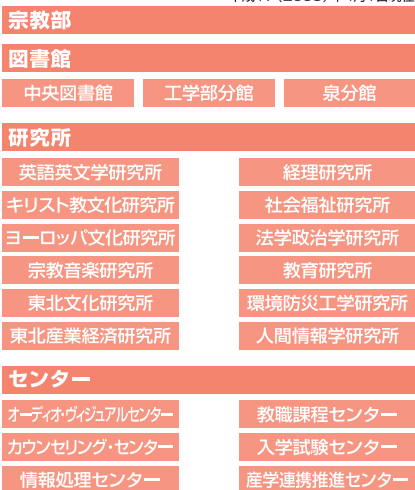 宗教部
図書館
中央図書館 工学部分館 泉分館
研究所
英語英文学研究所 経理研究所
キリスト教文化研究所 社会福祉研究所
ヨーロッパ文化研究所 法学政治学研究所
宗教音楽研究所 教育研究所
東北文化研究所 環境防災工学研究所
東北産業経済研究所 人間情報学研究所
センター
オーディオ・ヴィジュアルセンター 教職課程センター
カウンセリング・センター 入学試験センター
情報処理センター 産学連携推進センター